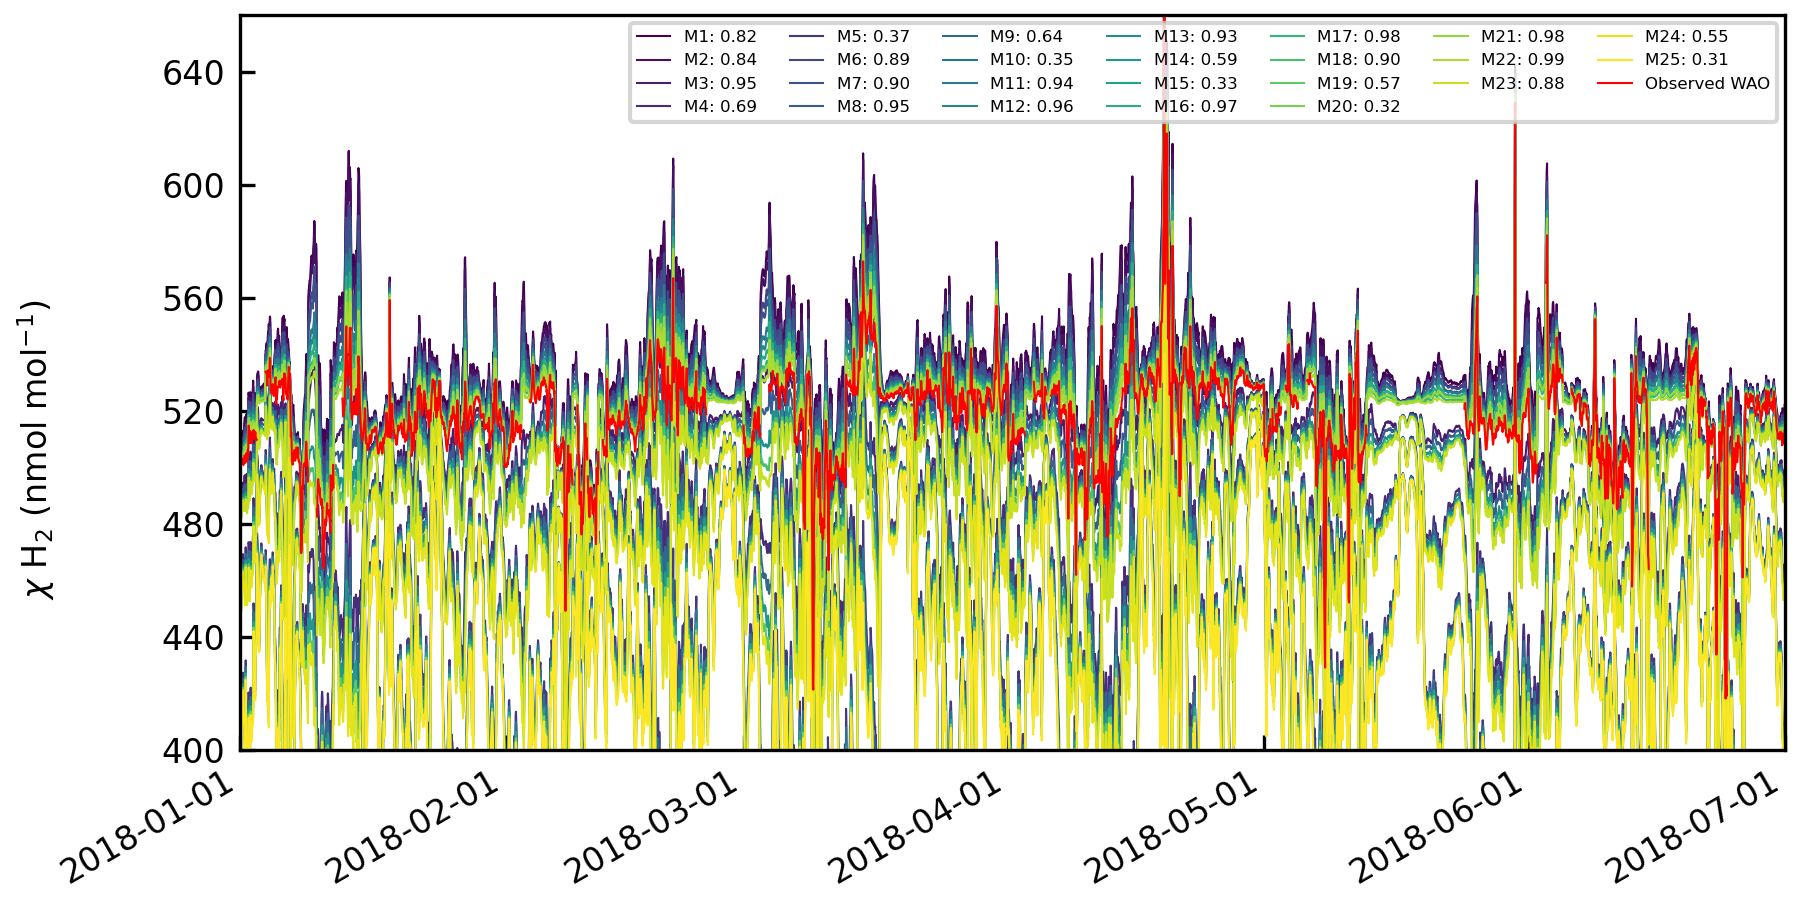 χ H₂ (nmol mol⁻¹)
640
600
560
520
480
440
400
2018-01-01
2018-02-01
2018-03-01
2018-04-01
2018-05-01
2018-06-01
2018-07-01
M1: 0.82
M2: 0.84
M3: 0.95
M4: 0.69
M5: 0.37
M6: 0.89
M7: 0.90
M8: 0.95
M9: 0.64
M10: 0.35
M11: 0.94
M12: 0.96
M13: 0.93
M14: 0.59
M15: 0.33
M16: 0.97
M17: 0.98
M18: 0.90
M19: 0.57
M20: 0.32
M21: 0.98
M22: 0.99
M23: 0.88
M24: 0.55
M25: 0.31
Observed WAO